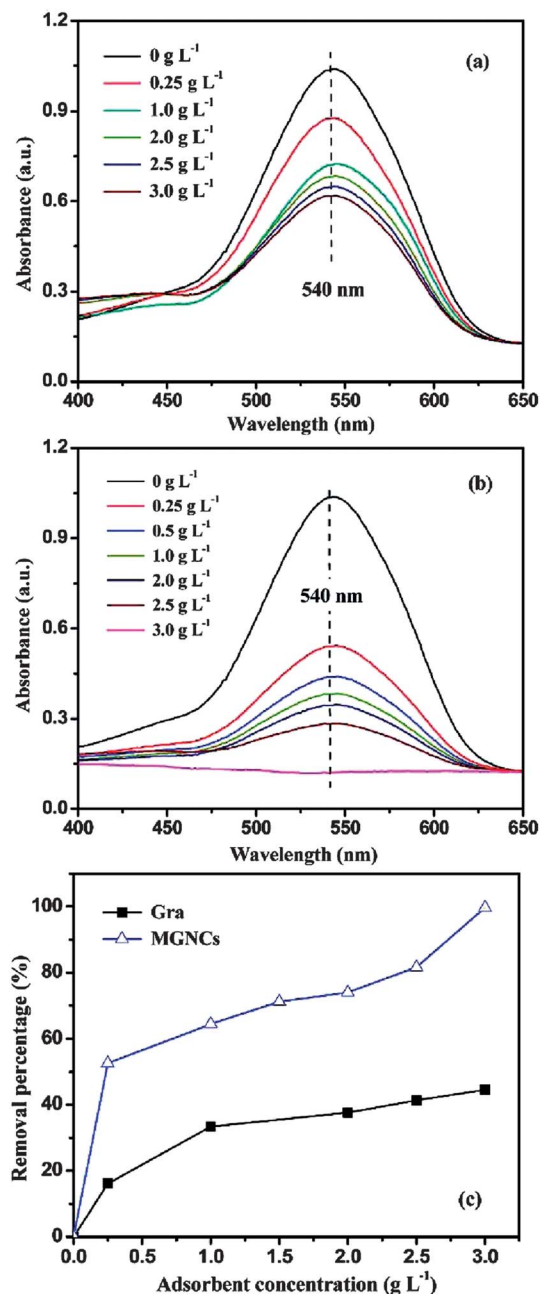 1.2
(a)
0 g L⁻¹
0.25 g L⁻¹
0.9
1.0 g L⁻¹
2.0 g L⁻¹
2.5 g L⁻¹
0.6
3.0 g L⁻¹
0.3
540 nm
0.0
400 450 500 550 600 650
Absorbance (a.u.)
Wavelength (nm)
1.2
(b)
0 g L⁻¹
0.25 g L⁻¹
0.9
0.5 g L⁻¹
1.0 g L⁻¹
540 nm
2.0 g L⁻¹
0.6
2.5 g L⁻¹
3.0 g L⁻¹
0.3
0.0
400 450 500 550 600 650
Absorbance (a.u.)
Wavelength (nm)
100
Gra
MGNCs
80
60
40
20
(c)
0
0.0 0.5 1.0 1.5 2.0 2.5 3.0
Removal percentage (%)
Adsorbent concentration (g L⁻¹)